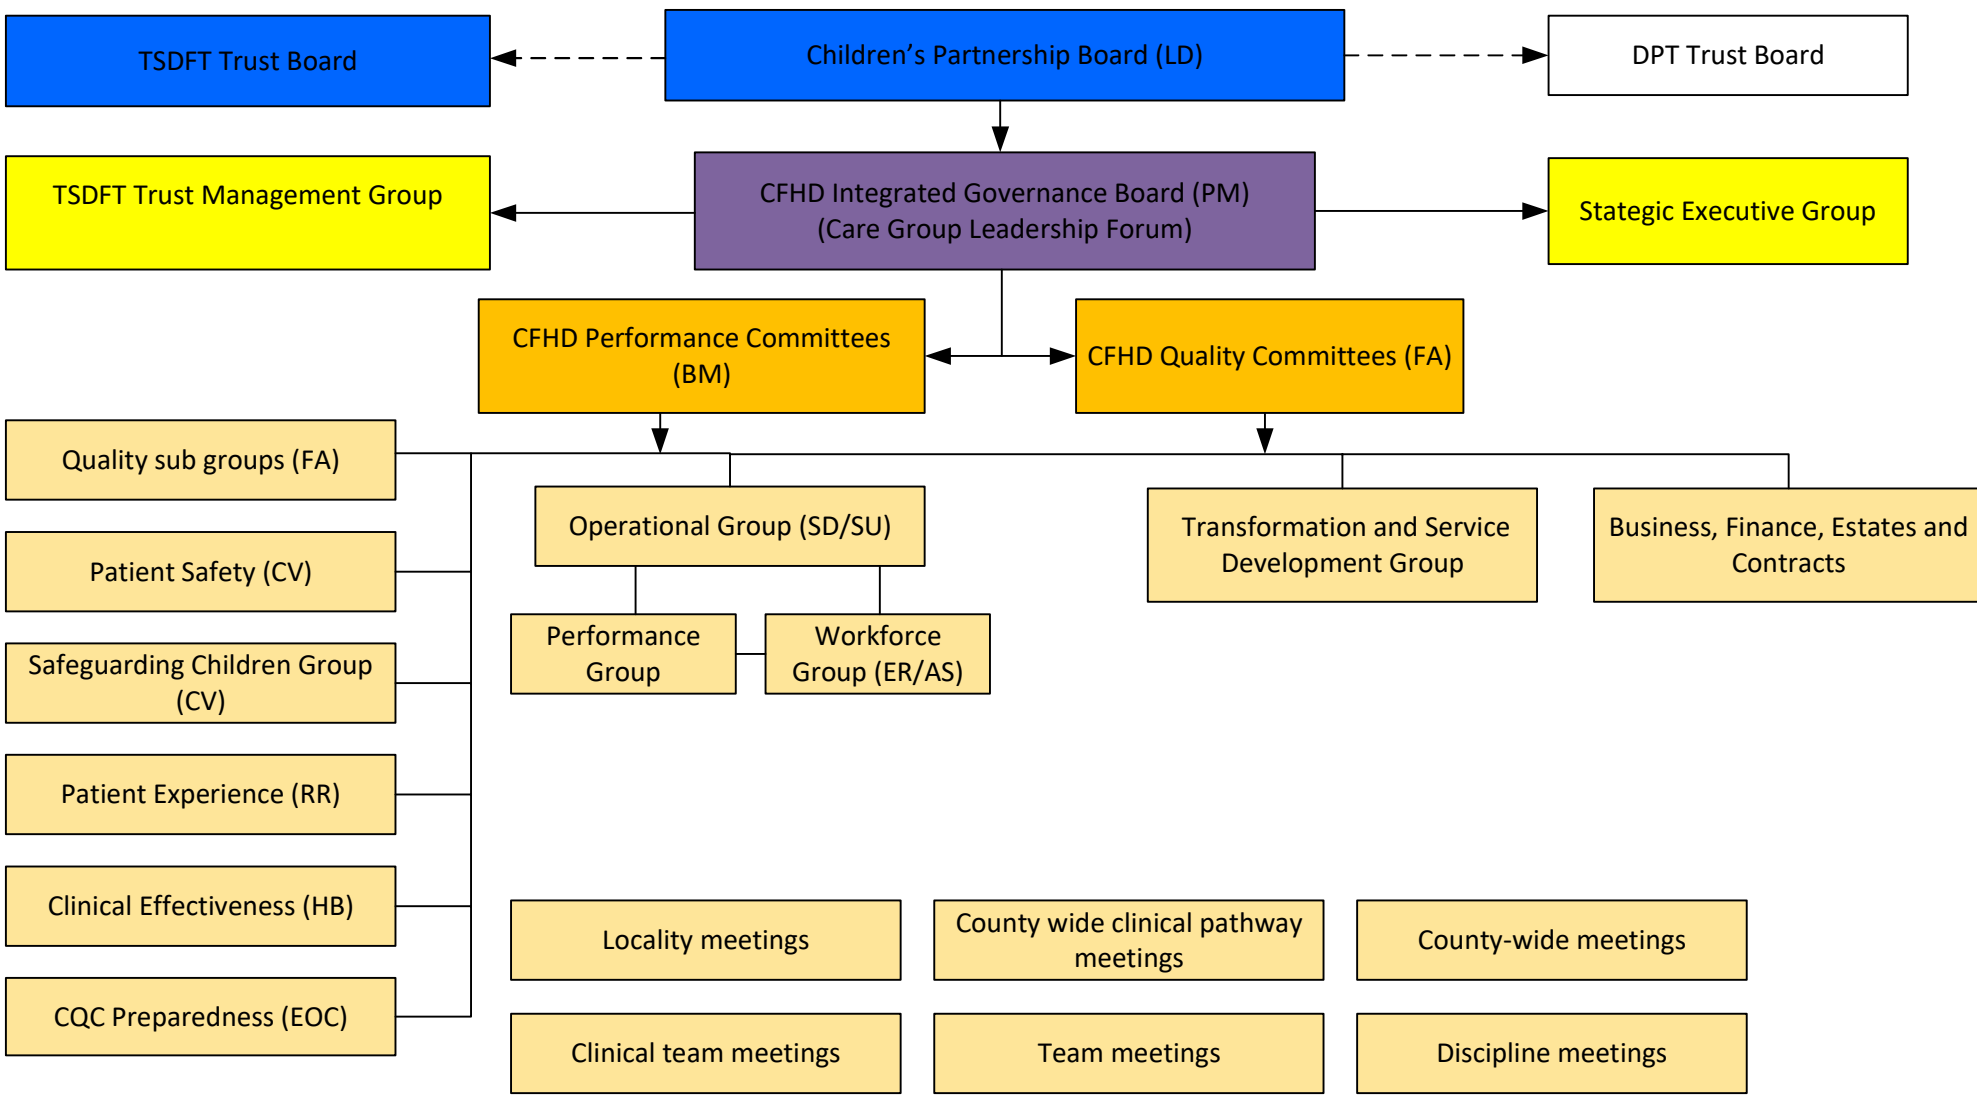 TSDFT Trust Board
Children’s Partnership Board (LD)
DPT Trust Board
TSDFT Trust Management Group
CFHD Integrated Governance Board (PM)
(Care Group Leadership Forum)
Stategic Executive Group
CFHD Performance Committees
(BM)
CFHD Quality Committees (FA)
Quality sub groups (FA)
Patient Safety (CV)
Safeguarding Children Group
(CV)
Patient Experience (RR)
Clinical Effectiveness (HB)
CQC Preparedness (EOC)
Operational Group (SD/SU)
Performance
Group
Workforce
Group (ER/AS)
Transformation and Service
Development Group
Business, Finance, Estates and
Contracts
Locality meetings
County wide clinical pathway
meetings
County-wide meetings
Clinical team meetings
Team meetings
Discipline meetings